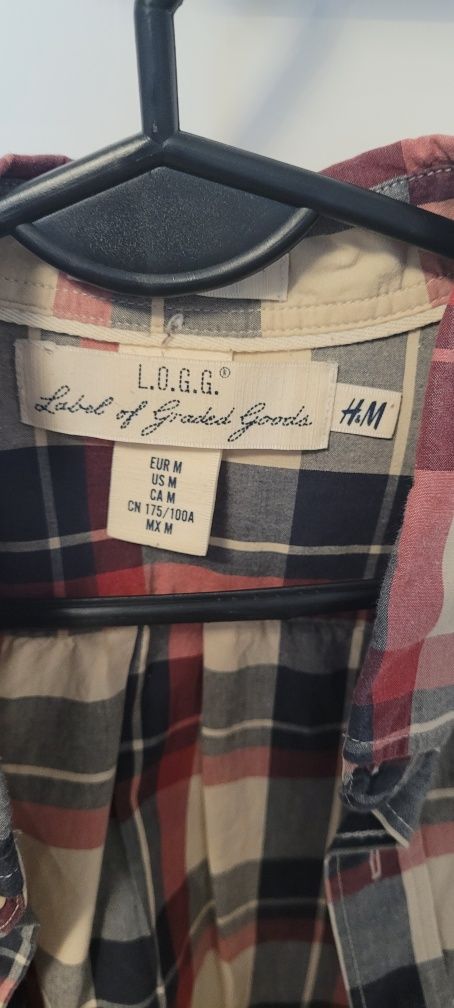 L.O.G.G.®
Label of Graded Goods.
H&M
EUR M
US M
CA M
CN 175/100A
MX M